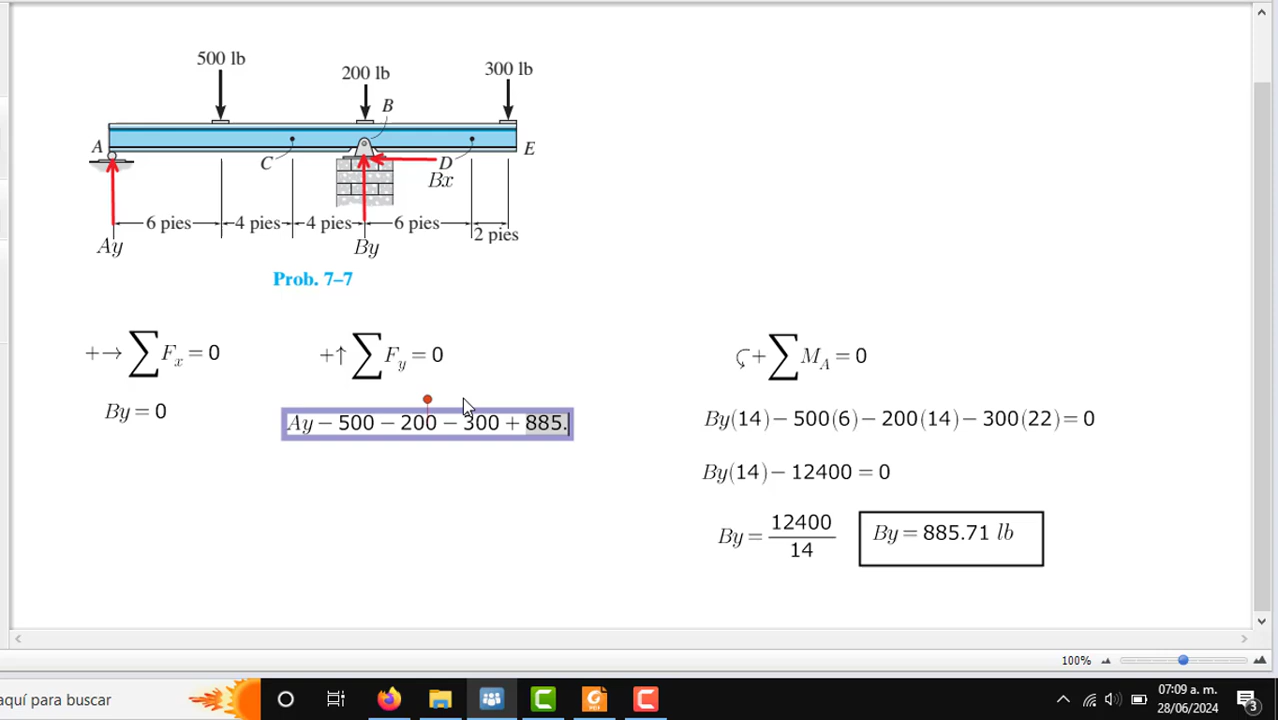 500 lb
200 lb
300 lb
B
A
C
D
E
Bx
6 pies
4 pies
4 pies
6 pies
2 pies
Ay
By
Prob. 7–7
+→ ∑ Fx = 0
+↑ ∑ Fy = 0
↶+ ∑ MA = 0
By = 0
Ay − 500 − 200 − 300 + 885.
By(14) − 500(6) − 200(14) − 300(22) = 0
By(14) − 12400 = 0
By = 12400/14
By = 885.71 lb
100%
aquí para buscar
07:09 a. m.
28/06/2024
3